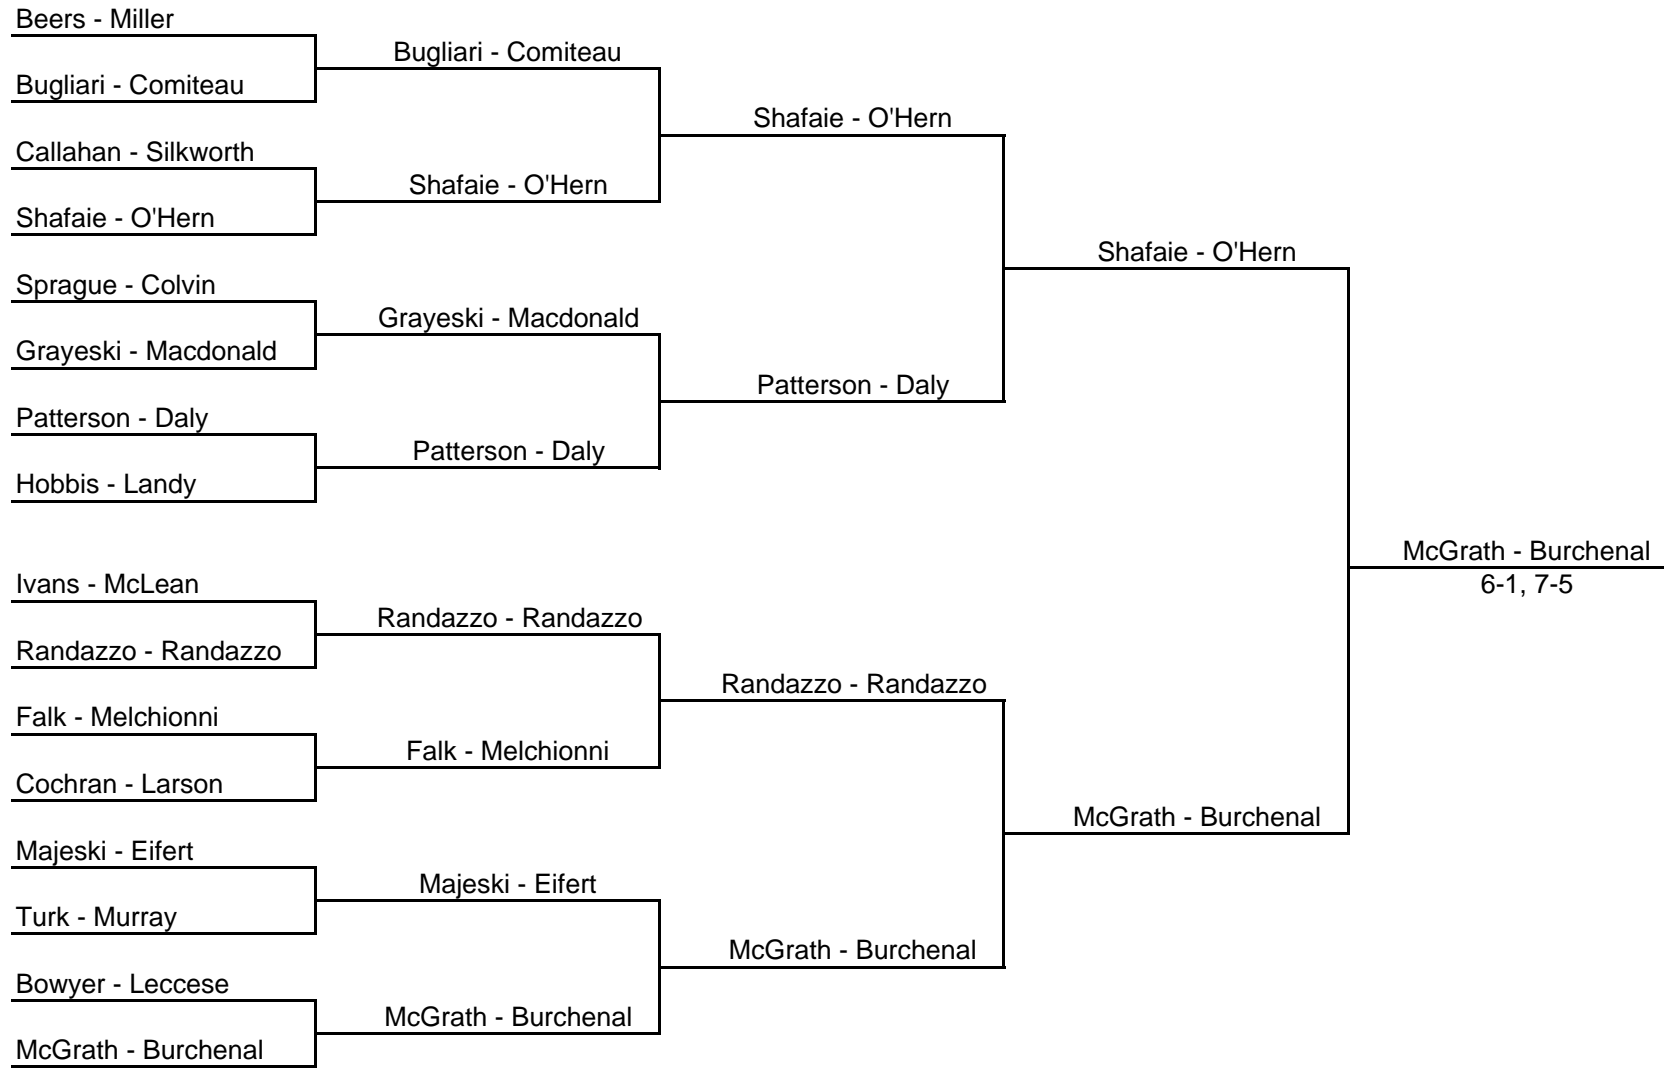 Beers - Miller
Bugliari - Comiteau
Bugliari - Comiteau
Shafaie - O'Hern
Callahan - Silkworth
Shafaie - O'Hern
Shafaie - O'Hern
Shafaie - O'Hern
Sprague - Colvin
Grayeski - Macdonald
Grayeski - Macdonald
Patterson - Daly
Patterson - Daly
Patterson - Daly
Hobbis - Landy
McGrath - Burchenal
6-1, 7-5
Ivans - McLean
Randazzo - Randazzo
Randazzo - Randazzo
Randazzo - Randazzo
Falk - Melchionni
Falk - Melchionni
Cochran - Larson
McGrath - Burchenal
Majeski - Eifert
Majeski - Eifert
Turk - Murray
McGrath - Burchenal
Bowyer - Leccese
McGrath - Burchenal
McGrath - Burchenal